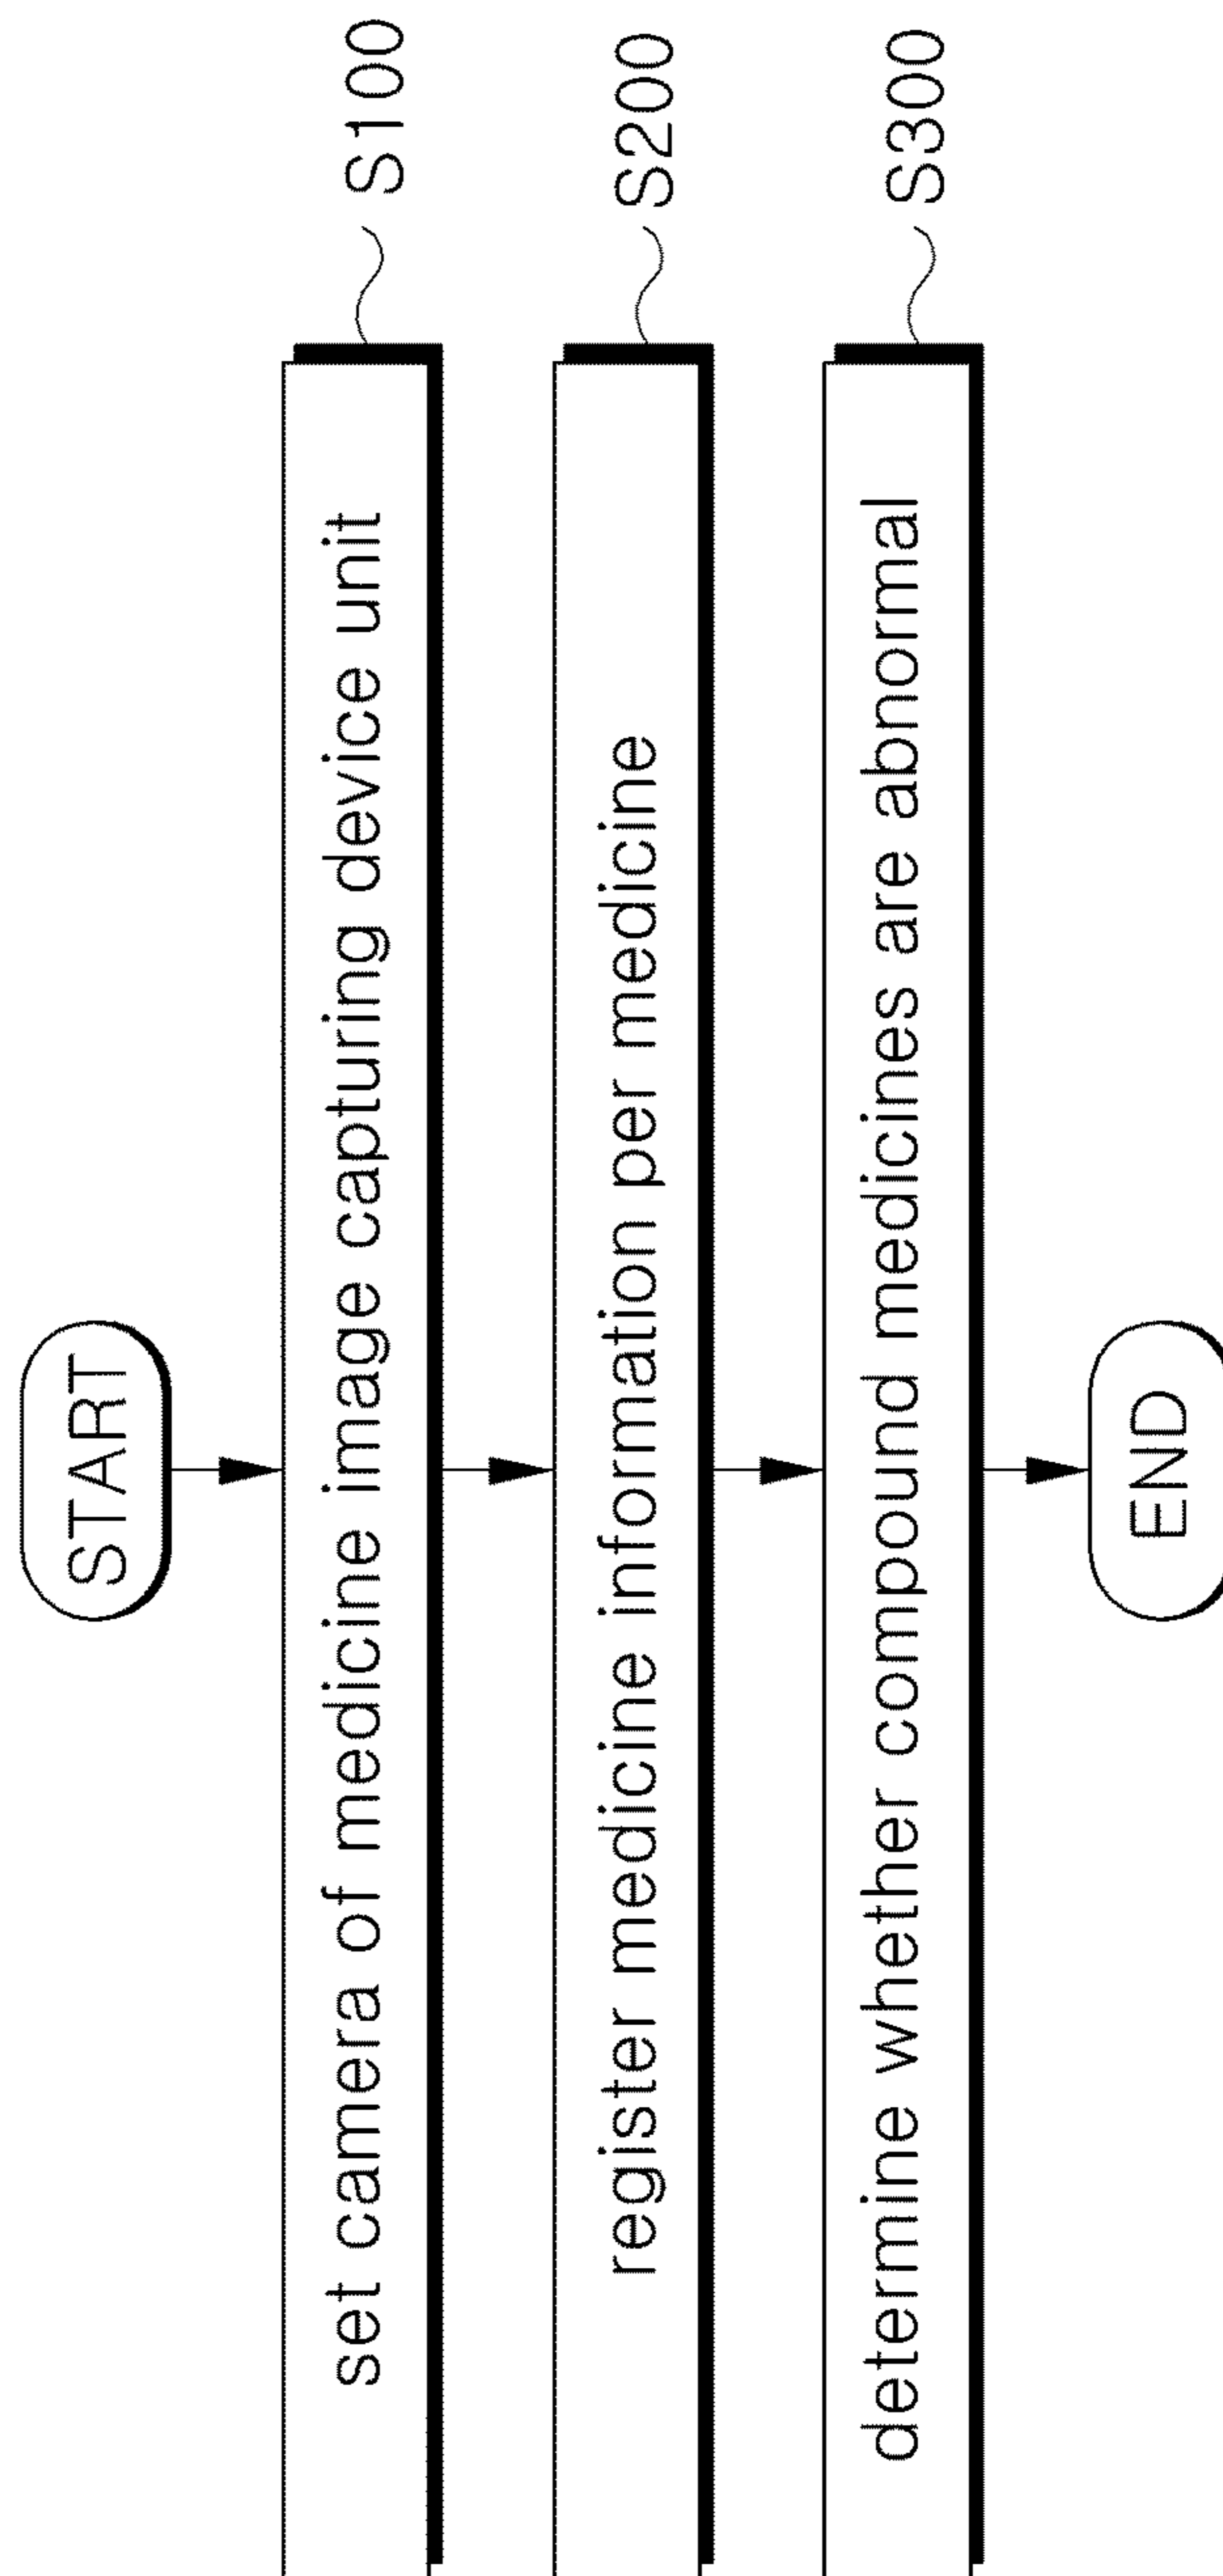 START
set camera of medicine image capturing device unit
S100
register medicine information per medicine
S200
determine whether compound medicines are abnormal
S300
END